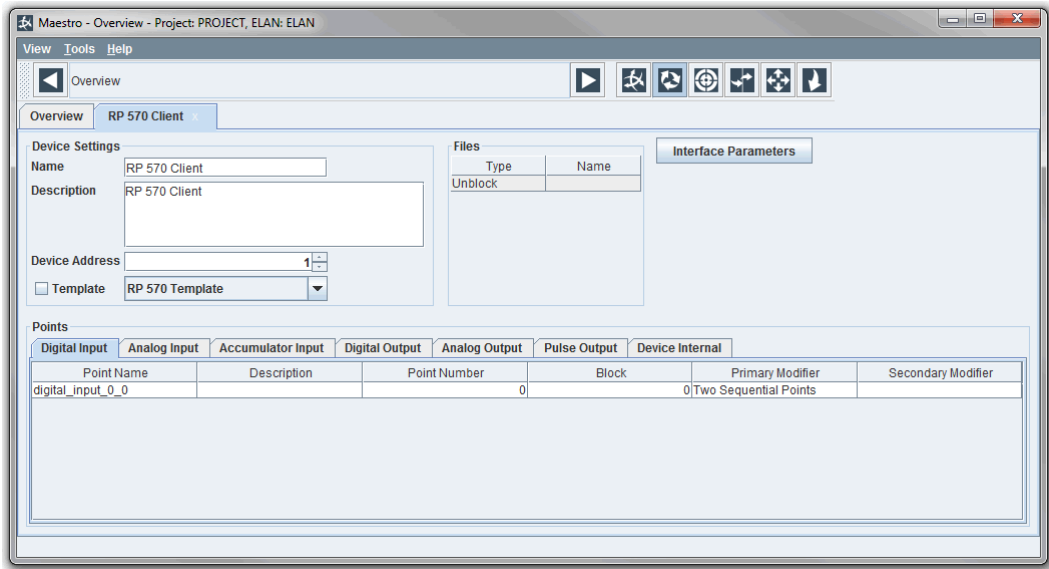 Maestro - Overview - Project: PROJECT, ELAN: ELAN
View Tools Help
Overview
Overview RP 570 Client x
Device Settings
Name RP 570 Client
Description RP 570 Client
Device Address 1
Template RP 570 Template
Files
Type Name
Unblock
Interface Parameters
Points
Digital Input Analog Input Accumulator Input Digital Output Analog Output Pulse Output Device Internal
Point Name Description Point Number Block Primary Modifier Secondary Modifier
digital_input_0_0 0 0 Two Sequential Points